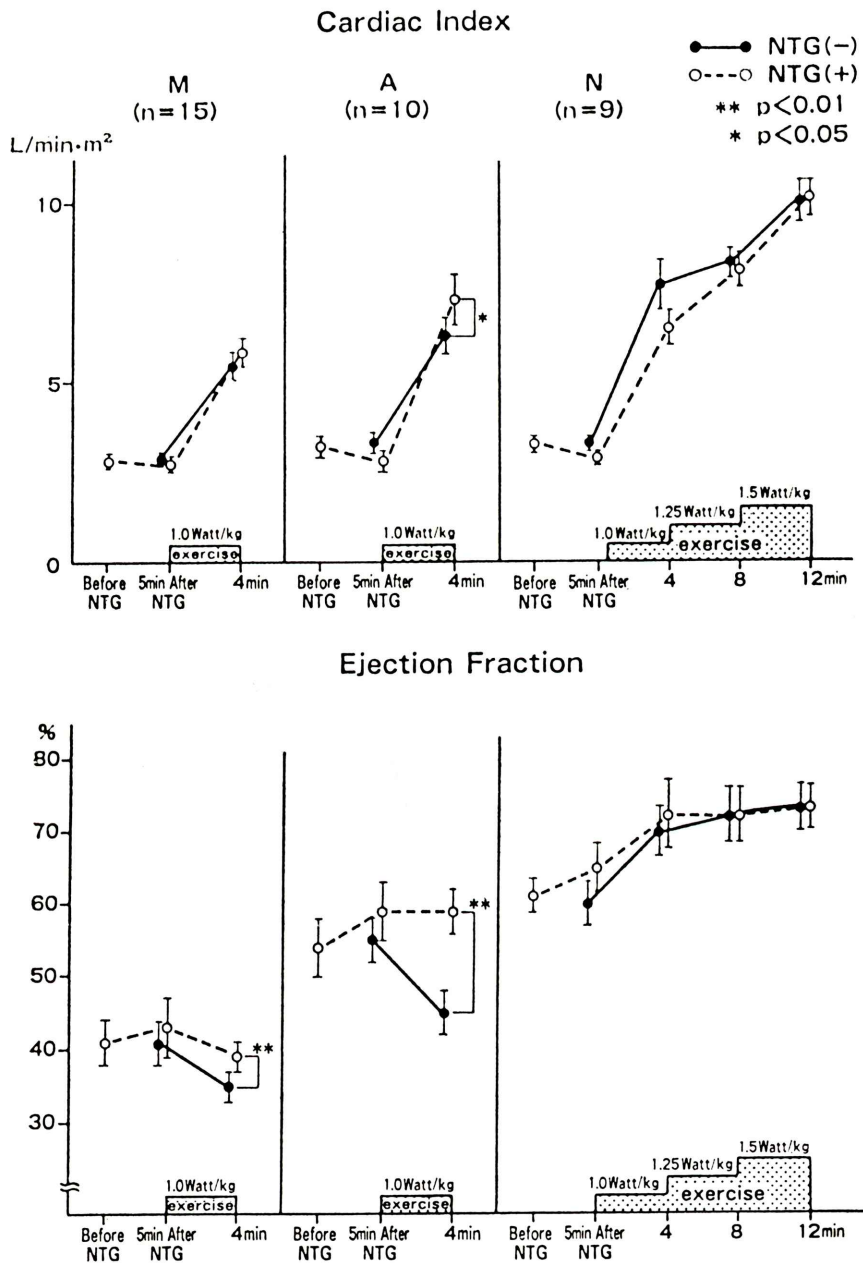 Cardiac Index
●—● NTG(−)
○---○ NTG(+)
** p<0.01
* p<0.05
M
(n=15)
A
(n=10)
N
(n=9)
L/min·m²
10
5
0
*
1.0Watt/kg
exercise
1.0Watt/kg
exercise
1.0Watt/kg
1.25Watt/kg
1.5Watt/kg
exercise
Before NTG
5min After NTG
4min
Before NTG
5min After NTG
4min
Before NTG
5min After NTG
4
8
12min
Ejection Fraction
%
80
70
60
50
40
30
**
**
1.0Watt/kg
exercise
1.0Watt/kg
exercise
1.0Watt/kg
1.25Watt/kg
1.5Watt/kg
exercise
Before NTG
5min After NTG
4min
Before NTG
5min After NTG
4min
Before NTG
5min After NTG
4
8
12min